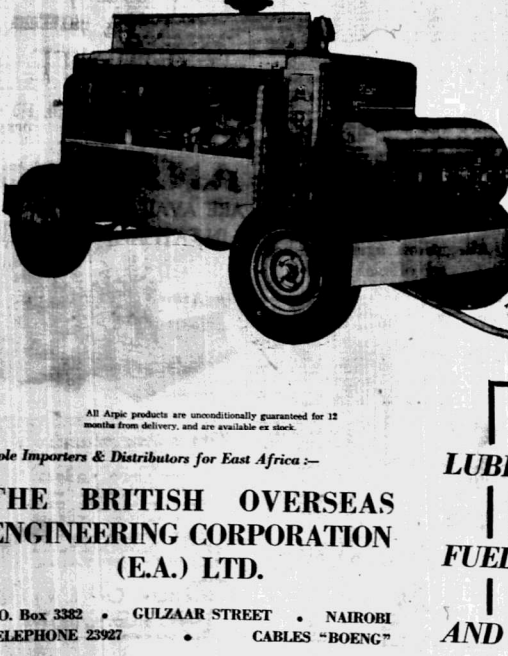 All Arpic products are unconditionally guaranteed for 12
months from delivery, and are available ex stock.
ole Importers & Distributors for East Africa :—
THE BRITISH OVERSEAS
ENGINEERING CORPORATION
(E.A.) LTD.
O. Box 3382 • GULZAAR STREET • NAIROBI
ELEPHONE 23927 • CABLES "BOENG"
LUBR
FUEL
AND